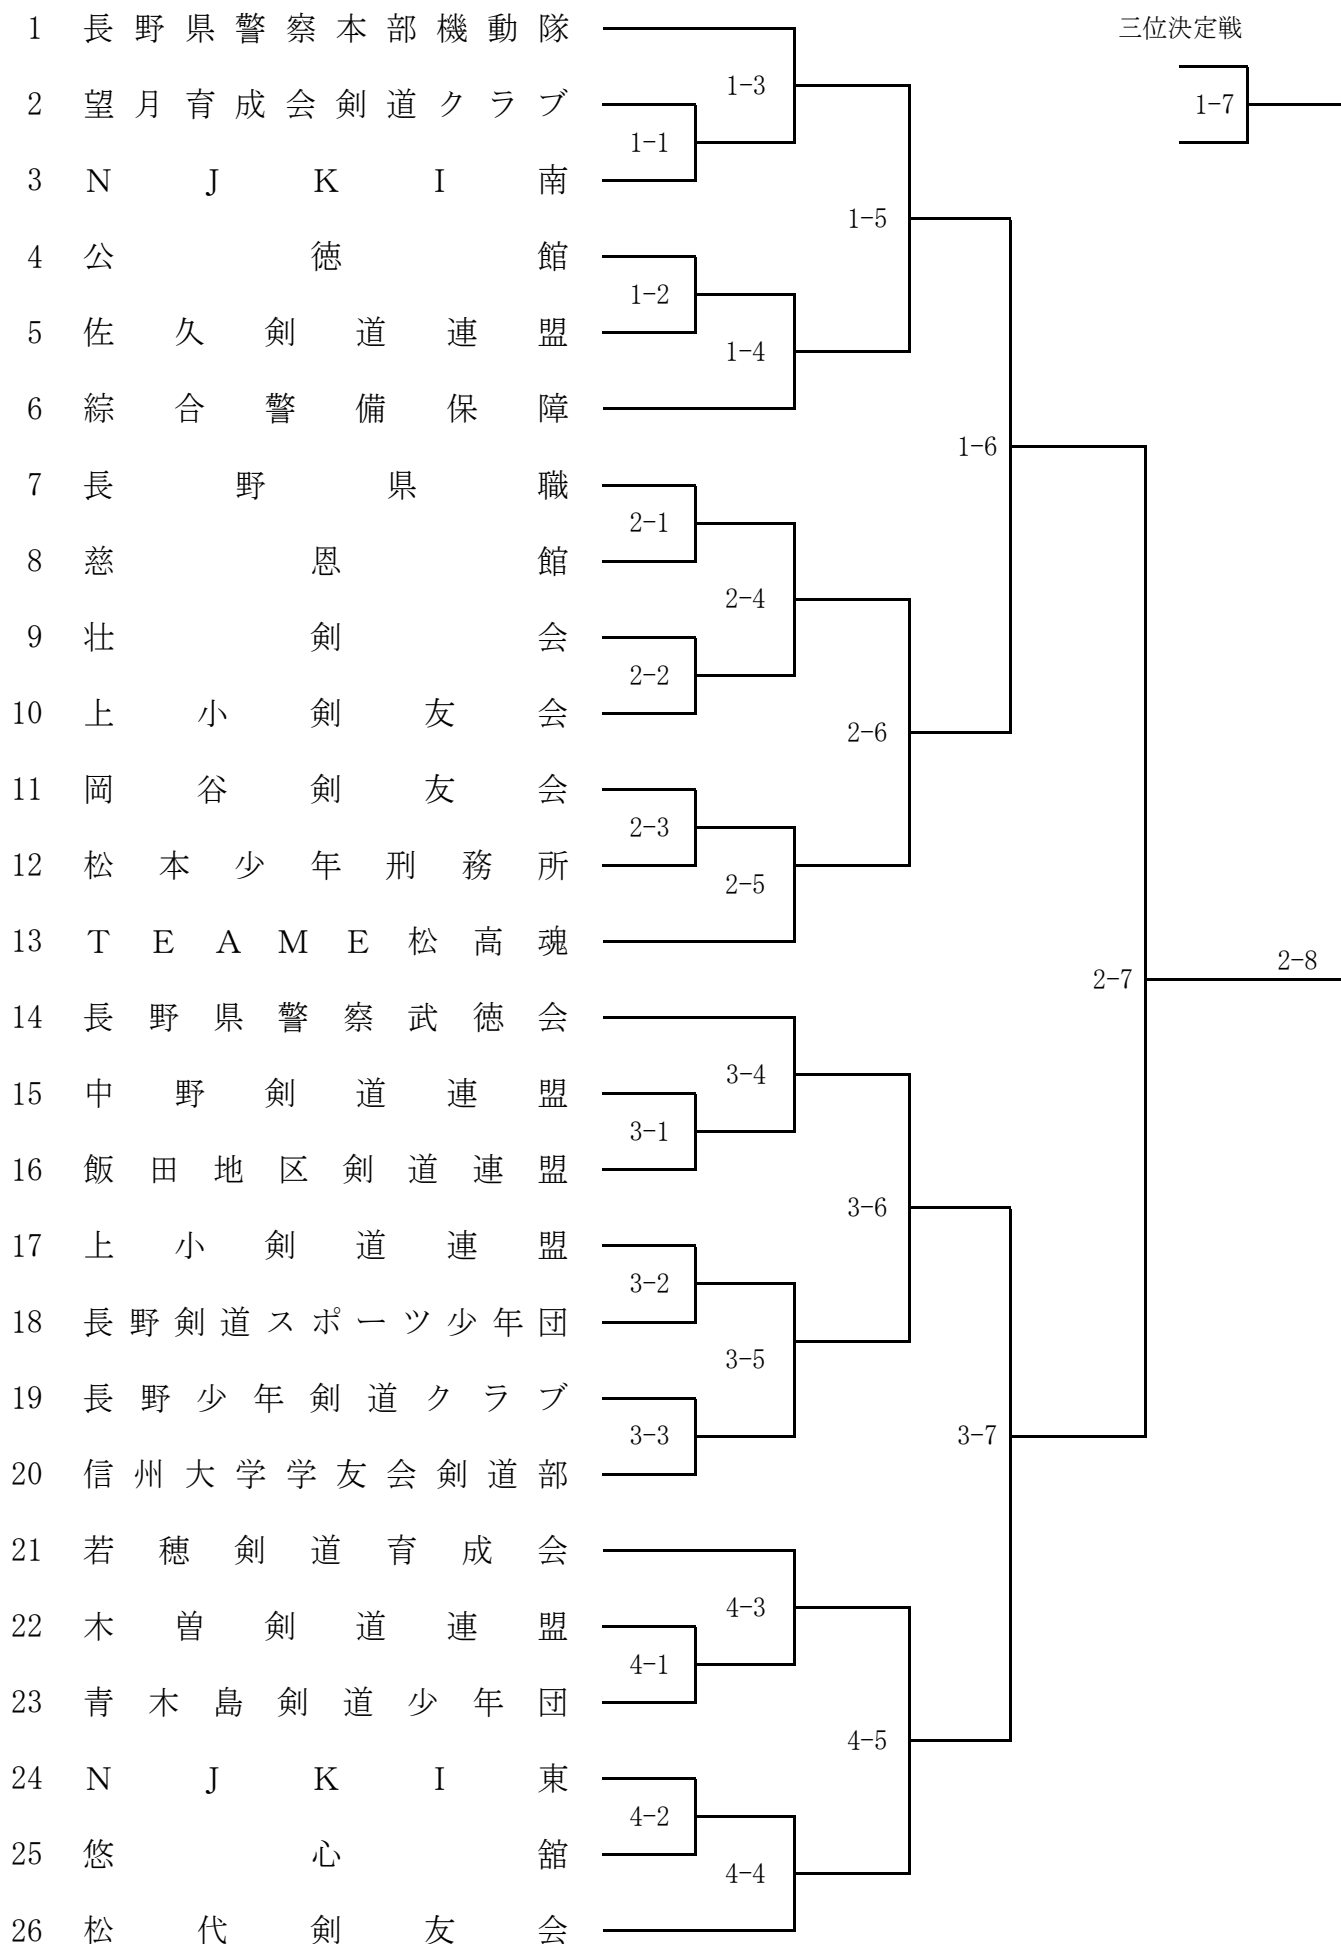 1 長野県警察本部機動隊
三位決定戦
1-3
2 望月育成会剣道クラブ
1-7
1-1
3 NJKI南
1-5
4 公徳館
1-2
5 佐久剣道連盟
1-4
6 綜合警備保障
1-6
7 長野県職
2-1
8 慈恩館
2-4
9 壮剣会
2-2
10 上小剣友会
2-6
11 岡谷剣友会
2-3
12 松本少年刑務所
2-5
13 TEAME松高魂
2-8
2-7
14 長野県警察武徳会
3-4
15 中野剣道連盟
3-1
16 飯田地区剣道連盟
3-6
17 上小剣道連盟
3-2
18 長野剣道スポーツ少年団
3-5
19 長野少年剣道クラブ
3-3
3-7
20 信州大学学友会剣道部
21 若穂剣道育成会
4-3
22 木曽剣道連盟
4-1
23 青木島剣道少年団
4-5
24 NJKI東
4-2
25 悠心舘
4-4
26 松代剣友会